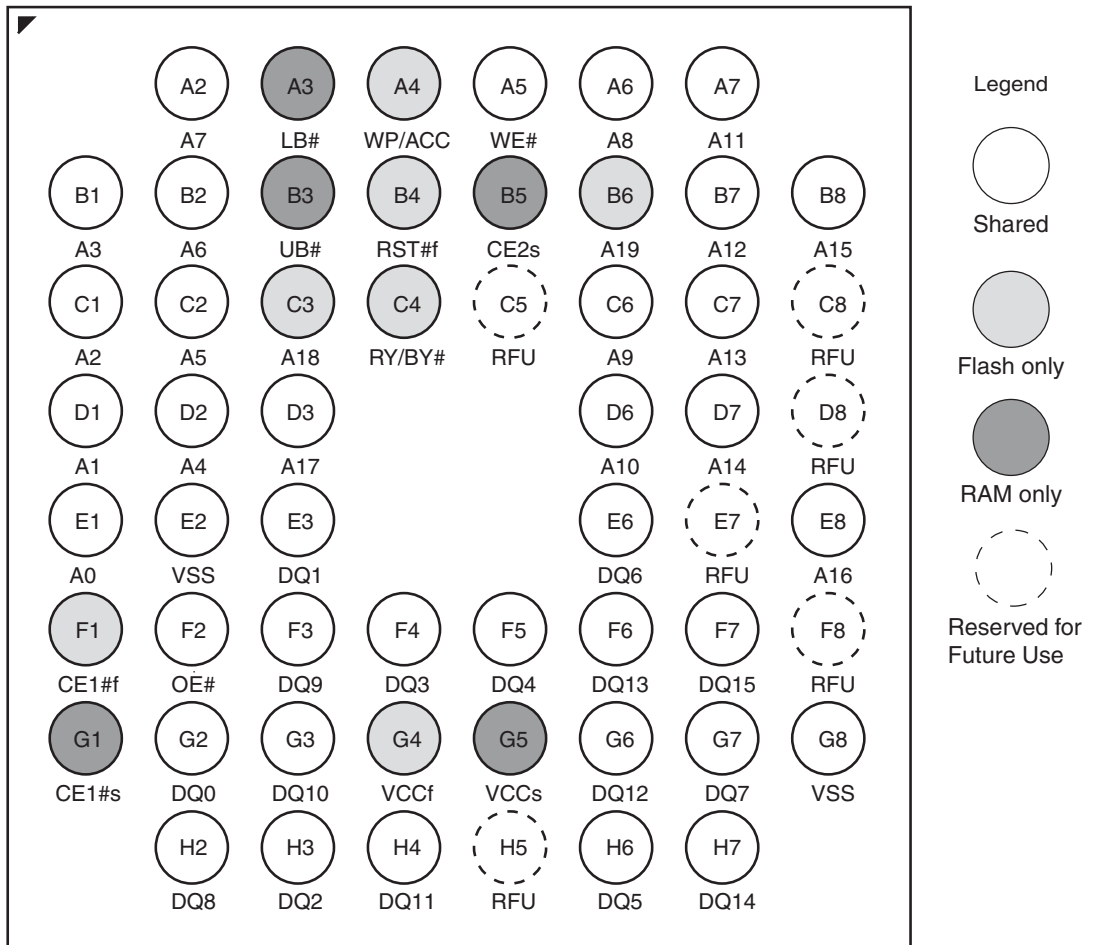 A2 A3 A4 A5 A6 A7
A7 LB# WP/ACC WE# A8 A11
B1 B2 B3 B4 B5 B6 B7 B8
A3 A6 UB# RST#f CE2s A19 A12 A15
C1 C2 C3 C4 C5 C6 C7 C8
A2 A5 A18 RY/BY# RFU A9 A13 RFU
D1 D2 D3 D6 D7 D8
A1 A4 A17 A10 A14 RFU
E1 E2 E3 E6 E7 E8
A0 VSS DQ1 DQ6 RFU A16
F1 F2 F3 F4 F5 F6 F7 F8
CE1#f OE# DQ9 DQ3 DQ4 DQ13 DQ15 RFU
G1 G2 G3 G4 G5 G6 G7 G8
CE1#s DQ0 DQ10 VCCf VCCs DQ12 DQ7 VSS
H2 H3 H4 H5 H6 H7
DQ8 DQ2 DQ11 RFU DQ5 DQ14
Legend
Shared
Flash only
RAM only
Reserved for
Future Use